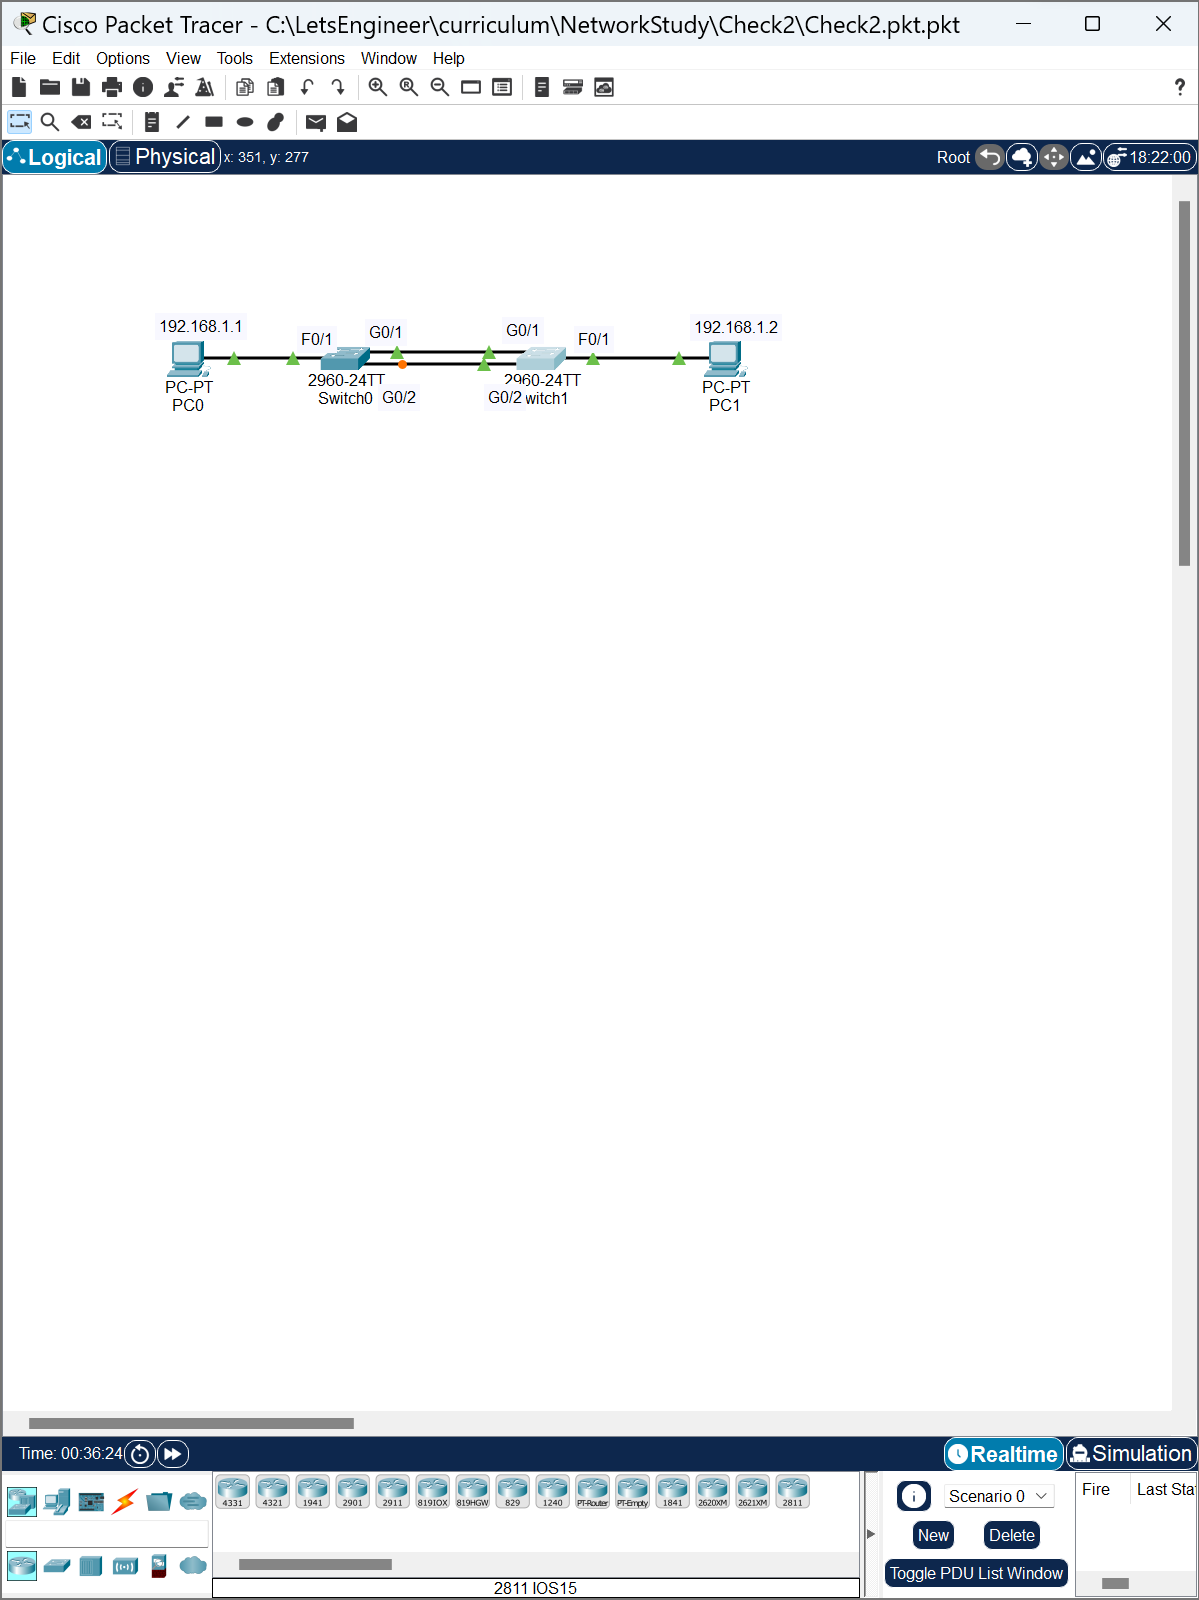 Cisco Packet Tracer - C:\LetsEngineer\curriculum\NetworkStudy\Check2\Check2.pkt.pkt
File Edit Options View Tools Extensions Window Help
?
Logical Physical x: 351, y: 277 Root 18:22:00
192.168.1.1 F0/1 G0/1 G0/1 F0/1 192.168.1.2
PC-PT 2960-24TT 2960-24TT PC-PT
PC0 Switch0 G0/2 G0/2 witch1 PC1
Time: 00:36:24 Realtime Simulation
4331 4321 1941 2901 2911 819IOX 819HGW 829 1240 PT-Router PT-Empty 1841 2620XM 2621XM 2811
Scenario 0 Fire Last Sta
New Delete
Toggle PDU List Window
2811 IOS15